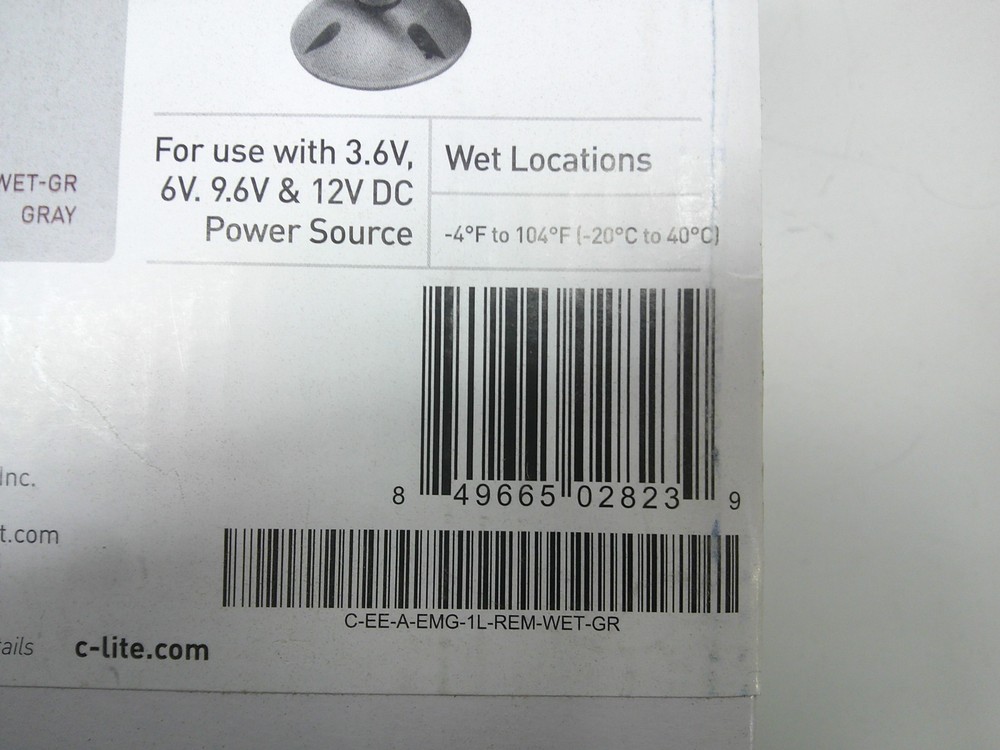 WET-GR
GRAY
For use with 3.6V,
6V. 9.6V & 12V DC
Power Source
Wet Locations
-4°F to 104°F (-20°C to 40°C)
8 49665 02823 9
Inc.
t.com
C-EE-A-EMG-1L-REM-WET-GR
ails c-lite.com